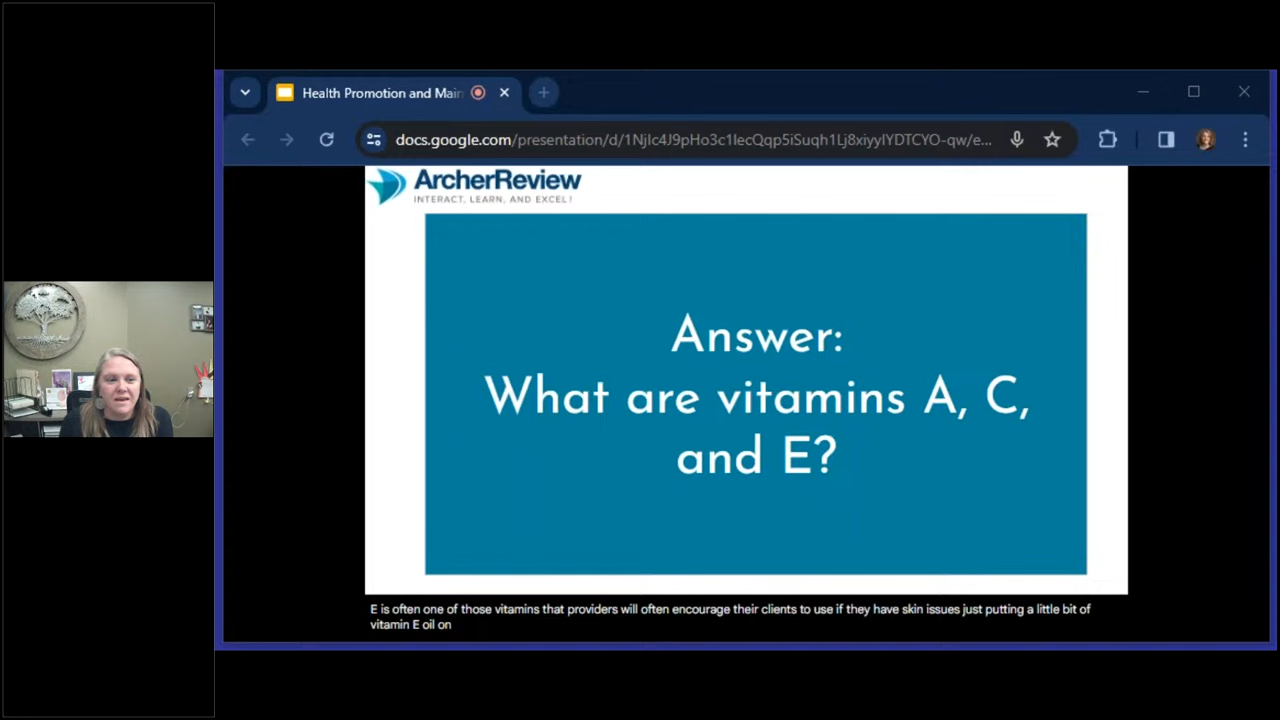 Health Promotion and Main
docs.google.com/presentation/d/1NjIc4J9pHo3c1lecQqp5iSuqh1Lj8xiyyIYDTCYO-qw/e...
ArcherReview
INTERACT, LEARN, AND EXCEL!
Answer:
What are vitamins A, C,
and E?
E is often one of those vitamins that providers will often encourage their clients to use if they have skin issues just putting a little bit of
vitamin E oil on